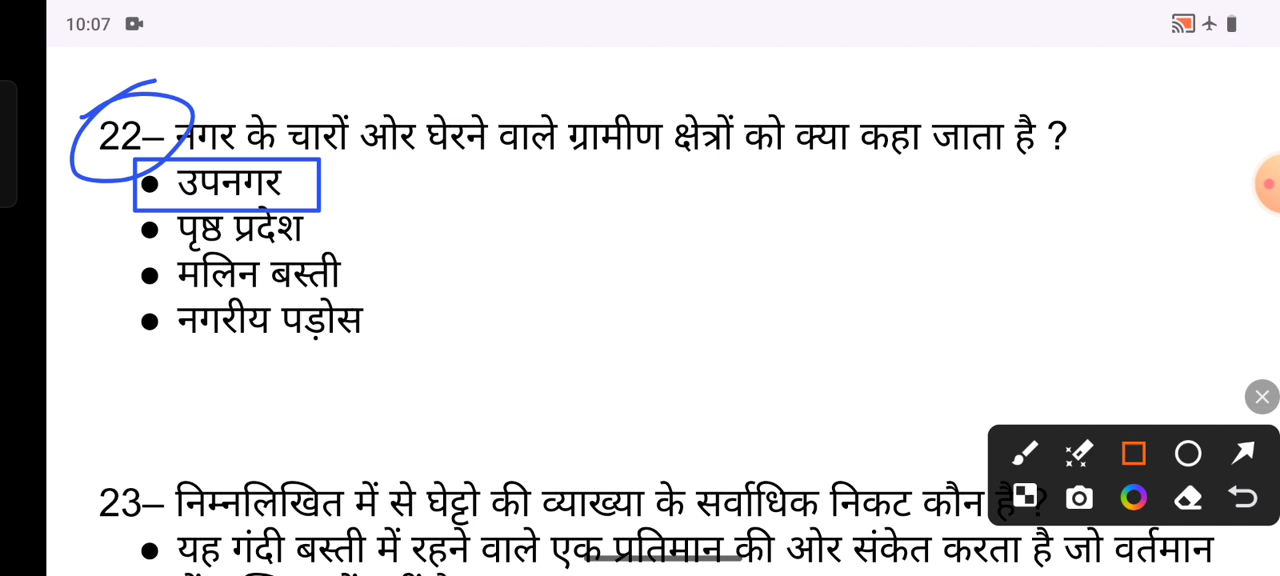 10:07
22– नगर के चारों ओर घेरने वाले ग्रामीण क्षेत्रों को क्या कहा जाता है ?
● उपनगर
● पृष्ठ प्रदेश
● मलिन बस्ती
● नगरीय पड़ोस
23– निम्नलिखित में से घेट्टो की व्याख्या के सर्वाधिक निकट कौन है ?
● यह गंदी बस्ती में रहने वाले एक प्रतिमान की ओर संकेत करता है जो वर्तमान